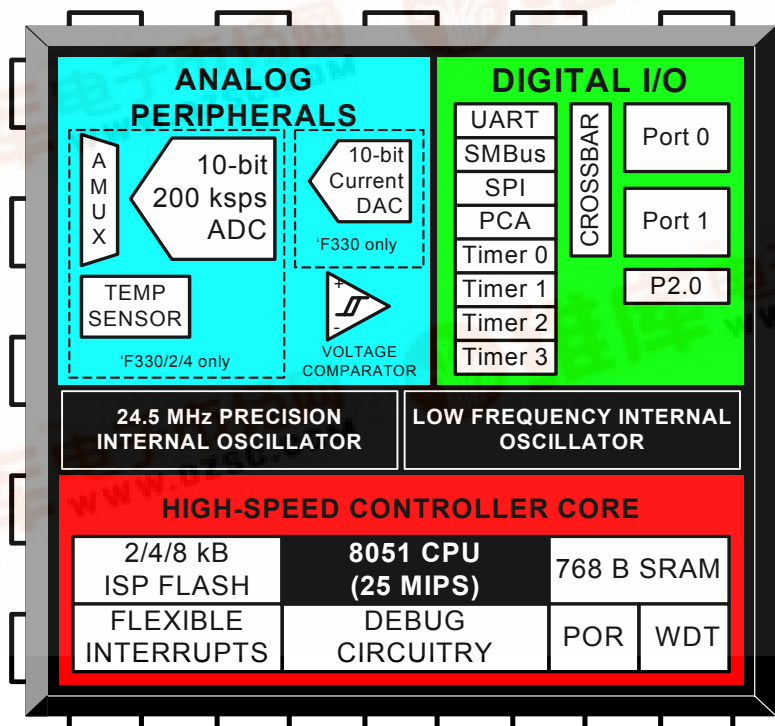 ANALOG
PERIPHERALS
A
M
U
X
10-bit
200 ksps
ADC
10-bit
Current
DAC
'F330 only
TEMP
SENSOR
+
-
VOLTAGE
COMPARATOR
'F330/2/4 only
DIGITAL I/O
UART
SMBus
SPI
PCA
Timer 0
Timer 1
Timer 2
Timer 3
CROSSBAR
Port 0
Port 1
P2.0
24.5 MHz PRECISION
INTERNAL OSCILLATOR
LOW FREQUENCY INTERNAL
OSCILLATOR
HIGH-SPEED CONTROLLER CORE
2/4/8 kB
ISP FLASH
8051 CPU
(25 MIPS)
768 B SRAM
FLEXIBLE
INTERRUPTS
DEBUG
CIRCUITRY
POR
WDT